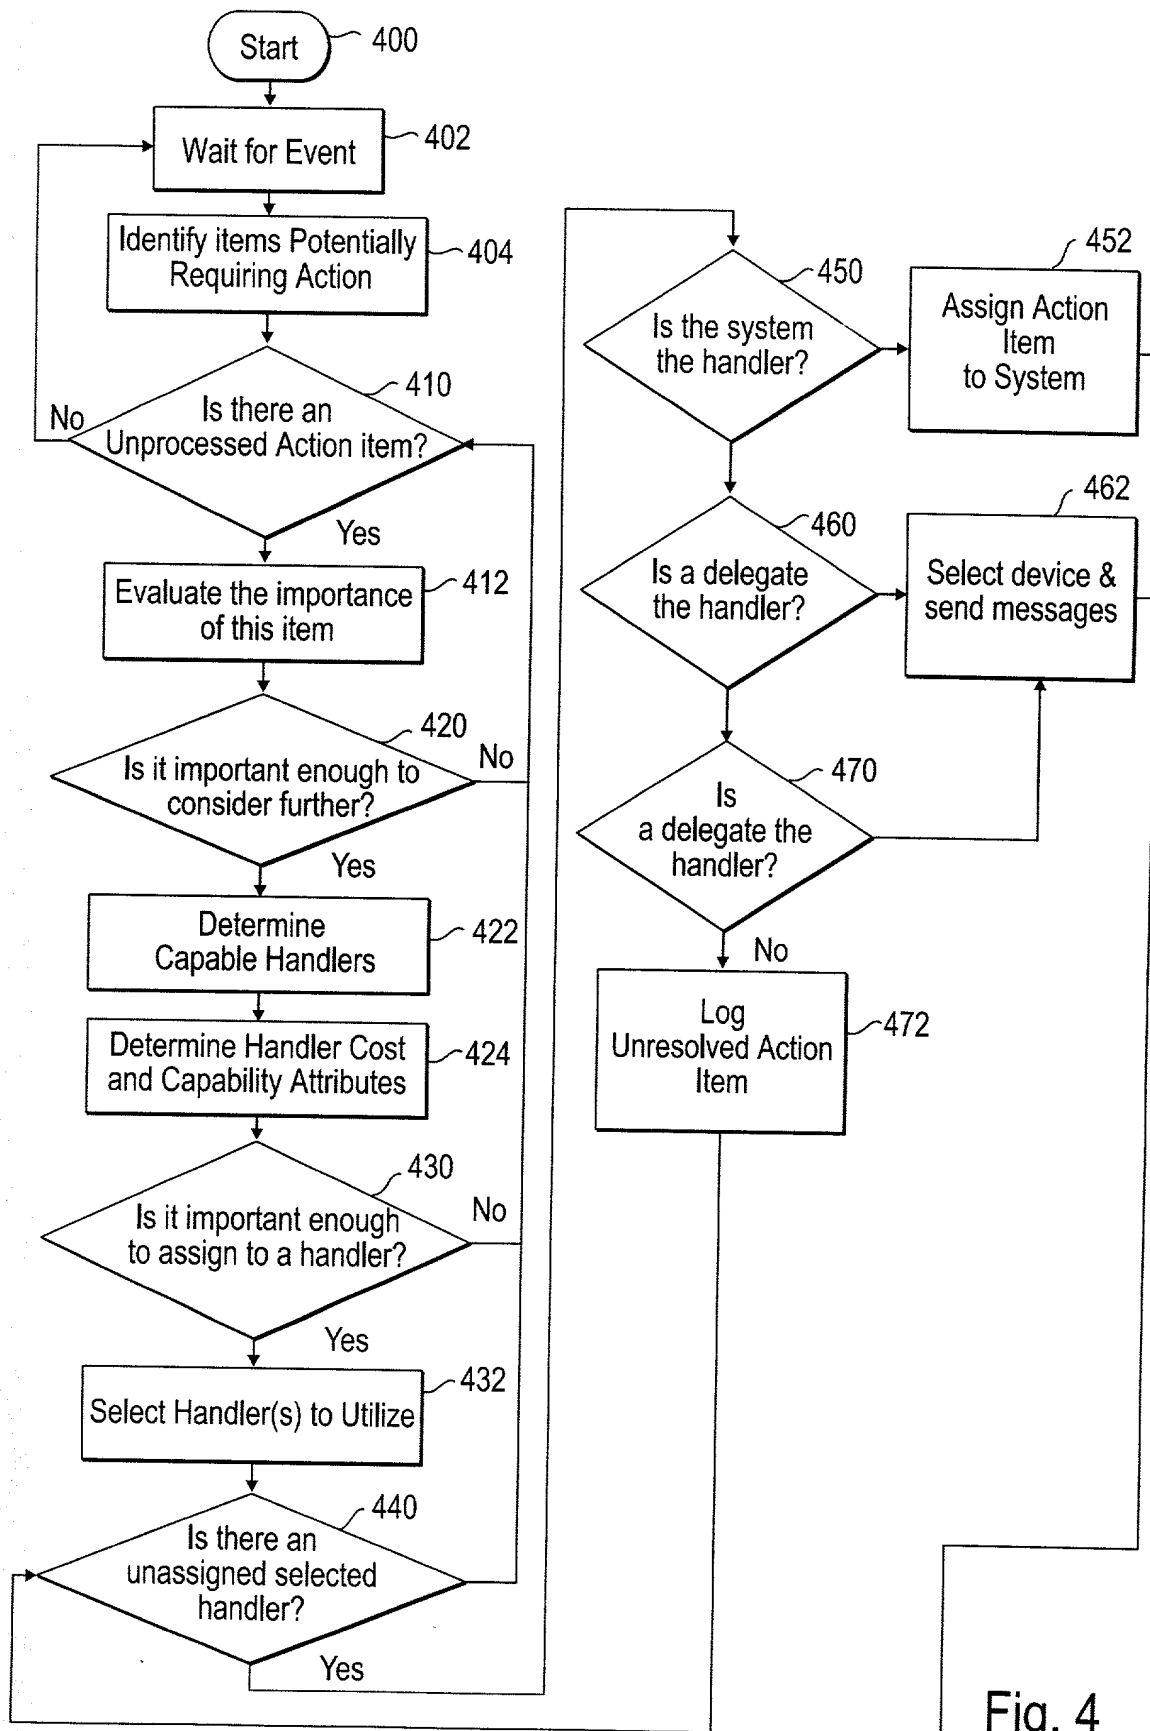 Start
400
Wait for Event
402
Identify items Potentially
Requiring Action
404
Is there an
Unprocessed Action item?
410
No
Yes
Evaluate the importance
of this item
412
Is it important enough to
consider further?
420
No
Yes
Determine
Capable Handlers
422
Determine Handler Cost
and Capability Attributes
424
Is it important enough
to assign to a handler?
430
No
Yes
Select Handler(s) to Utilize
432
Is there an
unassigned selected
handler?
440
Yes
Is the system
the handler?
450
Assign Action
Item
to System
452
Is a delegate
the handler?
460
Select device &
send messages
462
Is
a delegate the
handler?
470
No
Log
Unresolved Action
Item
472
Fig. 4